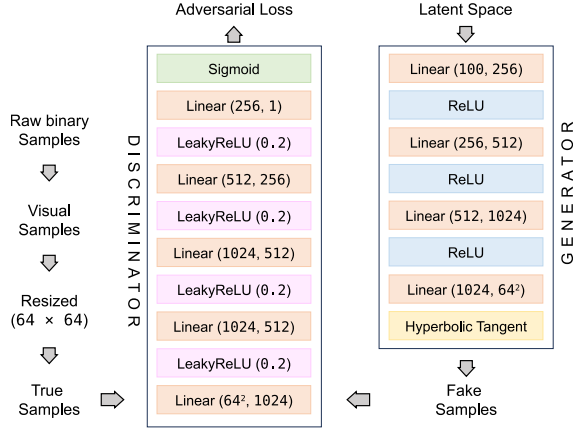 Adversarial Loss
Sigmoid
Linear (256, 1)
LeakyReLU (0.2)
Linear (512, 256)
LeakyReLU (0.2)
Linear (1024, 512)
LeakyReLU (0.2)
Linear (1024, 512)
LeakyReLU (0.2)
Linear (64², 1024)
DISCRIMINATOR
Raw binary
Samples
Visual
Samples
Resized
(64 × 64)
True
Samples
Latent Space
Linear (100, 256)
ReLU
Linear (256, 512)
ReLU
Linear (512, 1024)
ReLU
Linear (1024, 64²)
Hyperbolic Tangent
GENERATOR
Fake
Samples